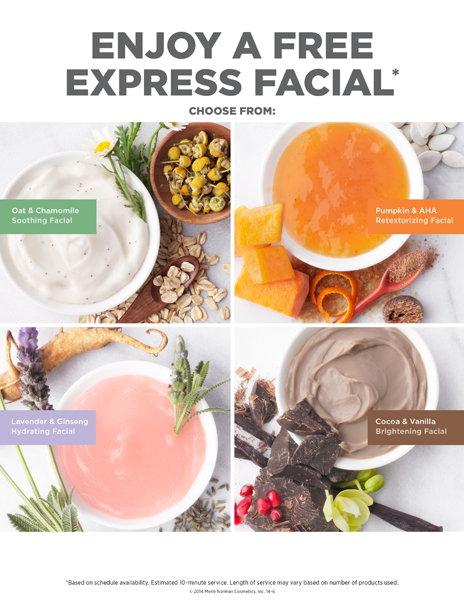 ENJOY A FREE
EXPRESS FACIAL*
CHOOSE FROM:
Oat & Chamomile
Soothing Facial
Pumpkin & AHA
Retexturizing Facial
Lavender & Ginseng
Hydrating Facial
Cocoa & Vanilla
Brightening Facial
*Based on schedule availability. Estimated 10-minute service. Length of service may vary based on number of products used.
© 2014 Merle Norman Cosmetics, Inc. 14-6